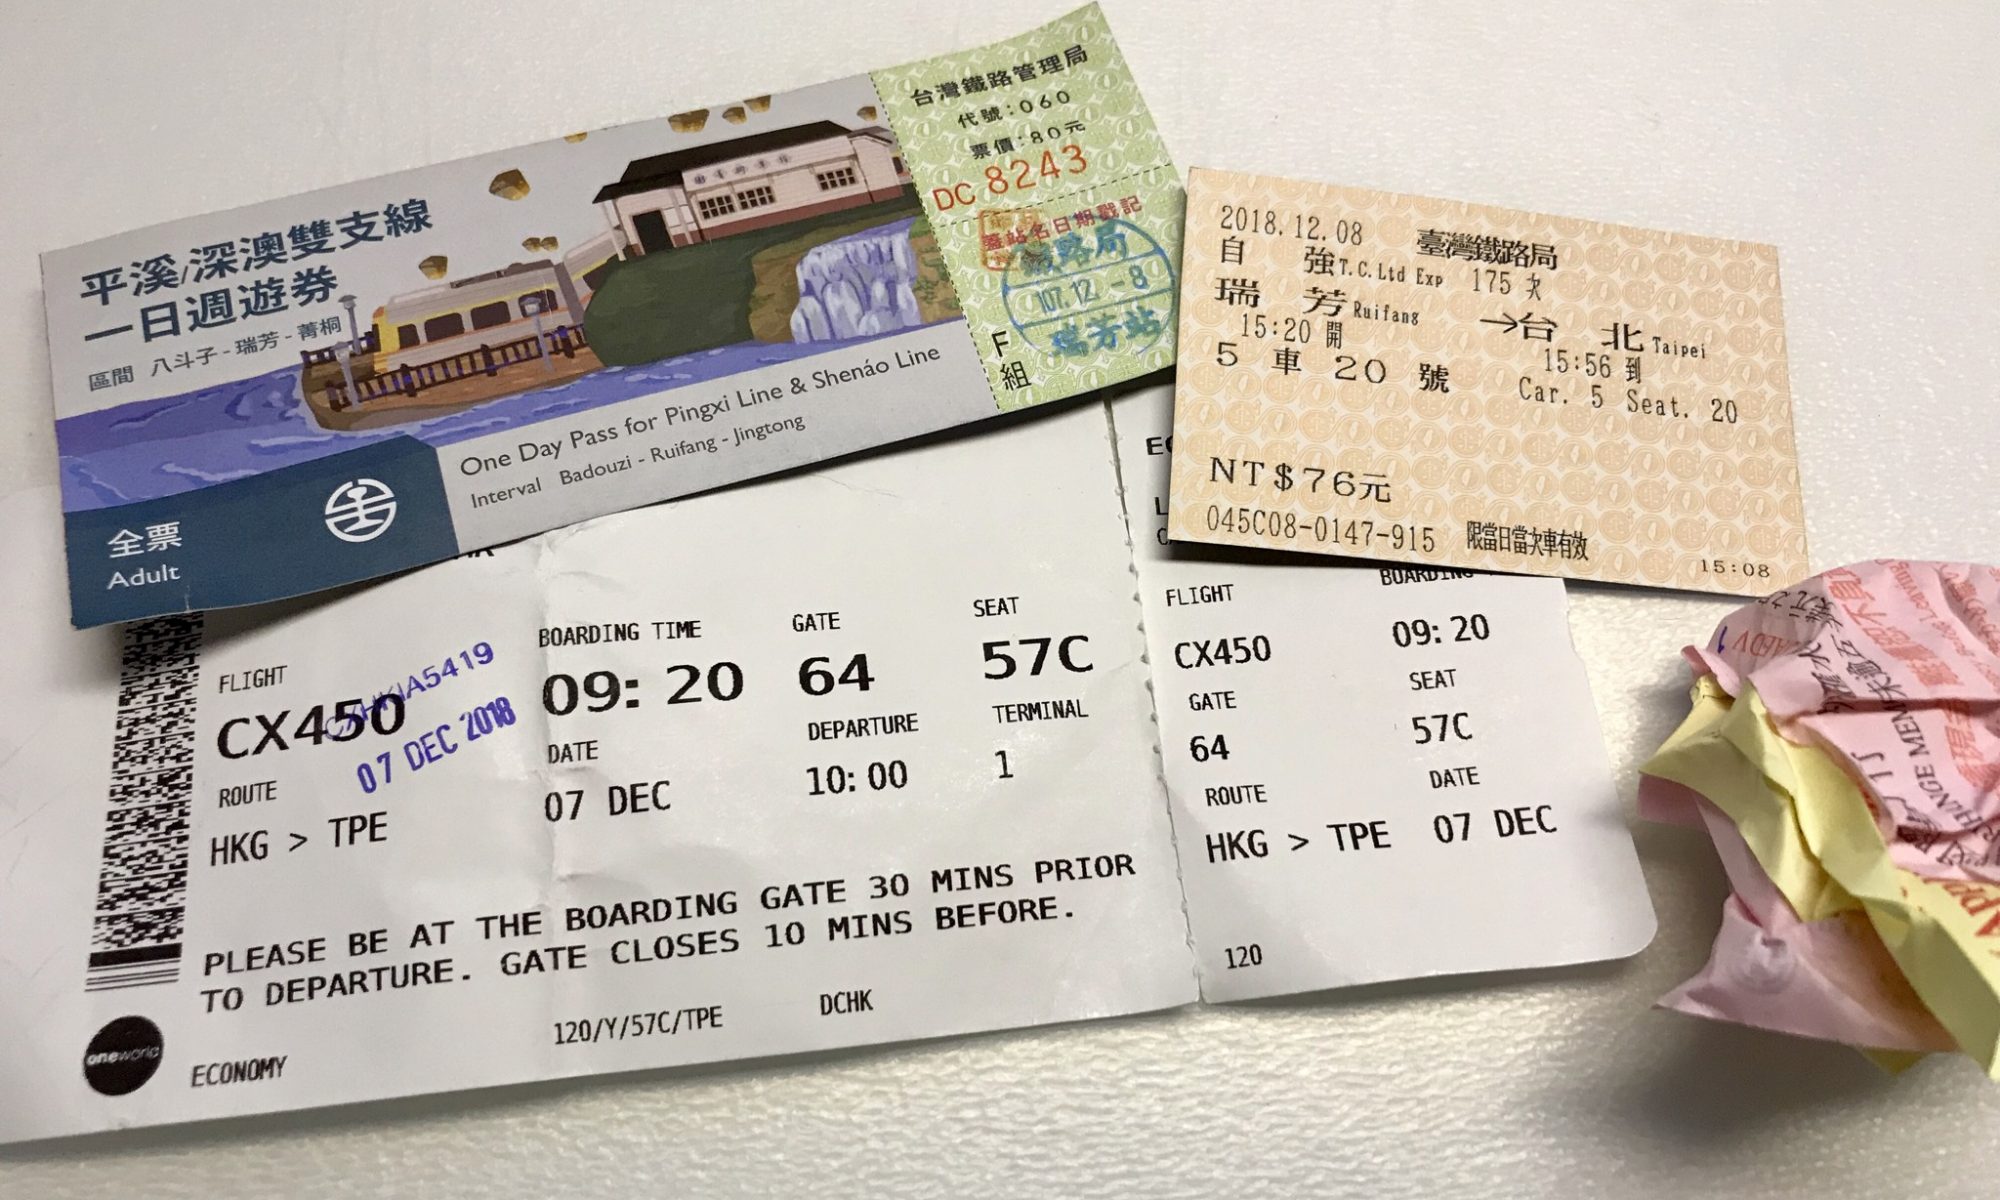 平溪/深澳雙支線
一日週遊券
區間 八斗子-瑞芳-菁桐
One Day Pass for Pingxi Line & Shenáo Line
Interval Badouzi - Ruifang - Jingtong
全票
Adult
台灣鐵路管理局
代號:060
票價:80元
DC 8243
站名日期戳記
鐵路局
107.12.-8
瑞芳站
F組
2018.12.08 臺灣鐵路局
自強 T.C.Ltd Exp 175 次
瑞芳 Ruifang →台北 Taipei
15:20 開 15:56 到
5 車 20 號 Car. 5 Seat. 20
NT$76元
045C08-0147-915 限當日當次車有效
15:08
FLIGHT
CX450
CXHKIA5419
07 DEC 2018
BOARDING TIME
09:20
GATE
64
SEAT
57C
ROUTE
HKG > TPE
DATE
07 DEC
DEPARTURE
10:00
TERMINAL
1
PLEASE BE AT THE BOARDING GATE 30 MINS PRIOR
TO DEPARTURE. GATE CLOSES 10 MINS BEFORE.
oneworld
ECONOMY
120/Y/57C/TPE
DCHK
FLIGHT
CX450
BOARDING
09:20
GATE
64
SEAT
57C
ROUTE
HKG > TPE
DATE
07 DEC
120